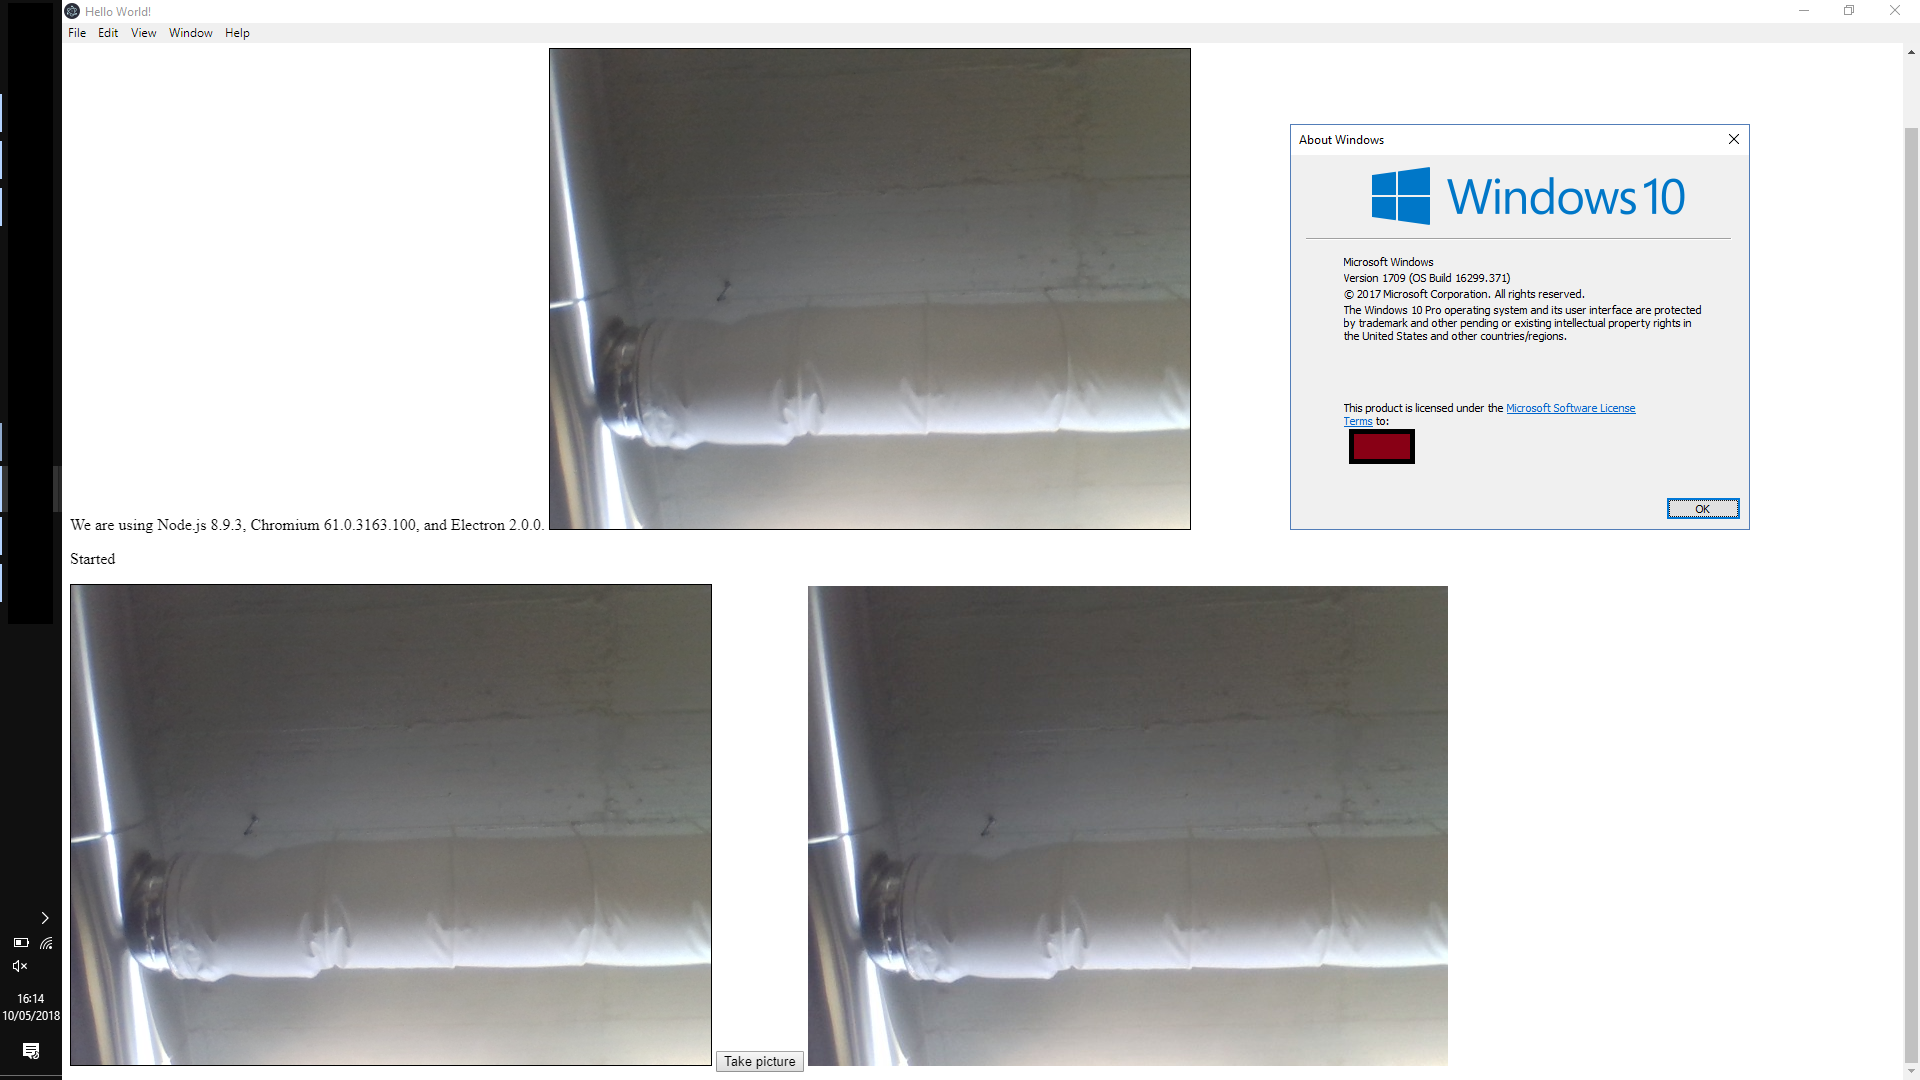 Hello World!
File Edit View Window Help
About Windows
Windows 10
Microsoft Windows
Version 1709 (OS Build 16299.371)
© 2017 Microsoft Corporation. All rights reserved.
The Windows 10 Pro operating system and its user interface are protected
by trademark and other pending or existing intellectual property rights in
the United States and other countries/regions.
This product is licensed under the Microsoft Software License
Terms to:
OK
We are using Node.js 8.9.3, Chromium 61.0.3163.100, and Electron 2.0.0.
Started
Take picture
16:14
10/05/2018